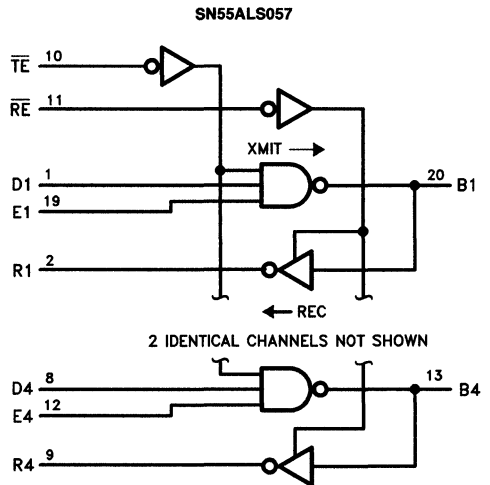 SN55ALS057
TE 10
RE 11
XMIT
D1 1
E1 19
20 B1
R1 2
REC
2 IDENTICAL CHANNELS NOT SHOWN
D4 8
E4 12
13 B4
R4 9